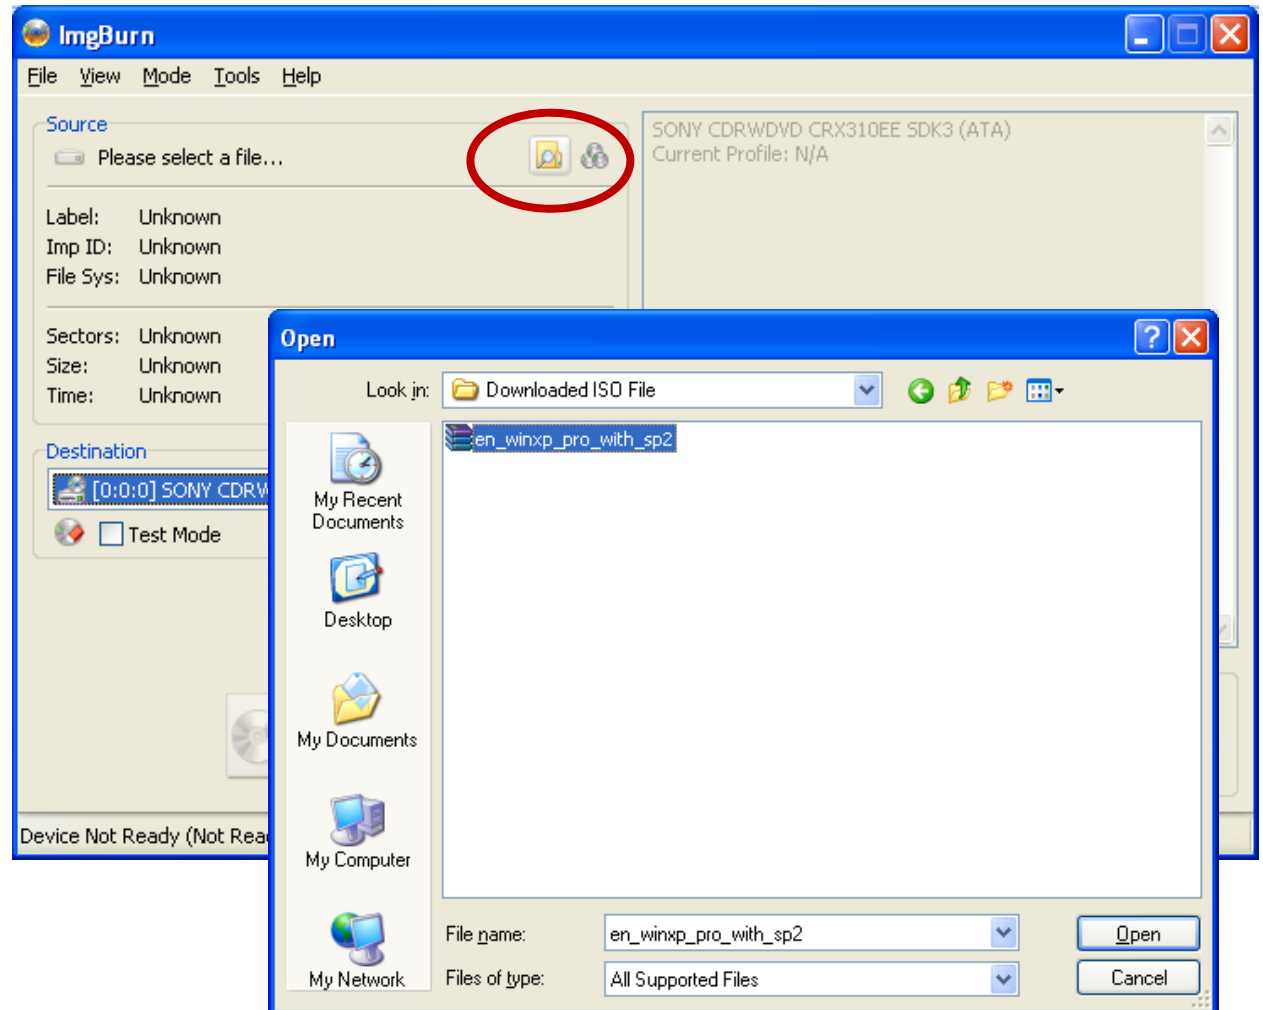 ImgBurn
File View Mode Tools Help
Source
Please select a file...
SONY CDRWDVD CRX310EE SDK3 (ATA)
Current Profile: N/A
Label: Unknown
Imp ID: Unknown
File Sys: Unknown
Sectors: Unknown
Size: Unknown
Time: Unknown
Destination
[0:0:0] SONY CDRW
Test Mode
Device Not Ready (Not Rea
Open
Look in: Downloaded ISO File
en_winxp_pro_with_sp2
My Recent
Documents
Desktop
My Documents
My Computer
My Network
File name: en_winxp_pro_with_sp2
Open
Files of type: All Supported Files
Cancel